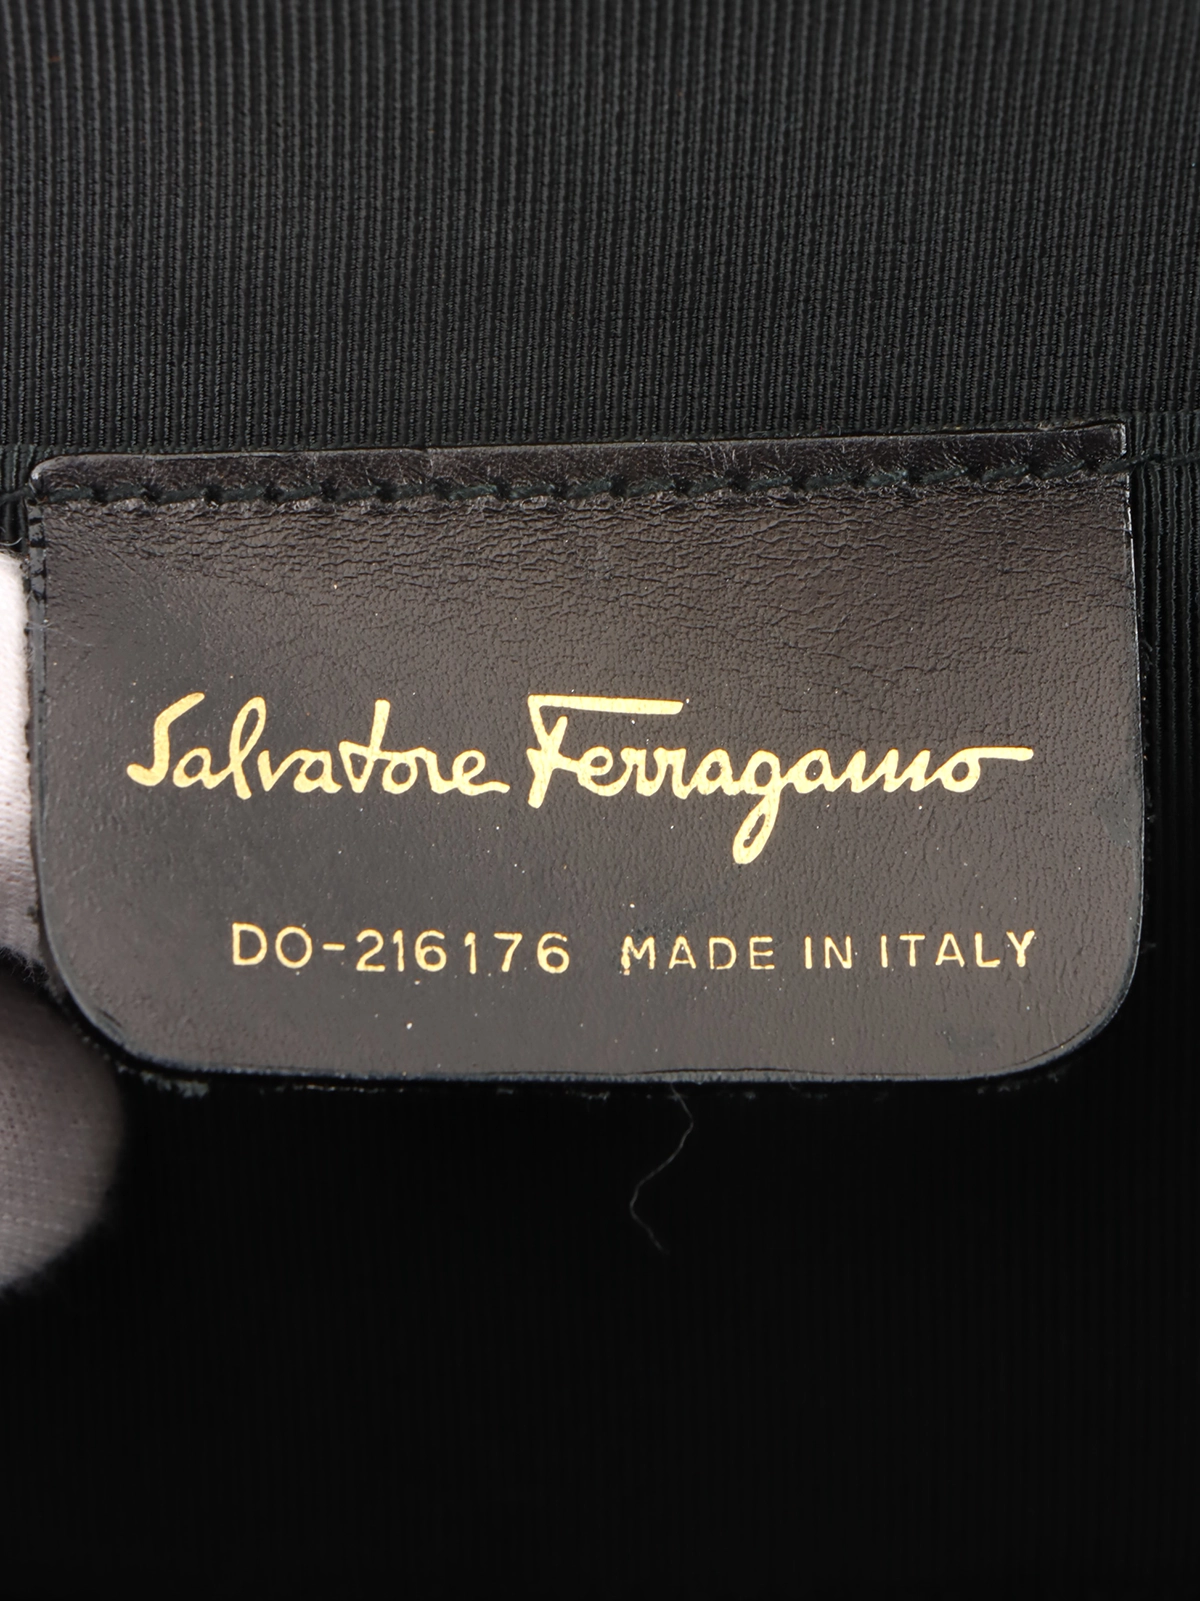 Salvatore Ferragamo
DO-216176 MADE IN ITALY